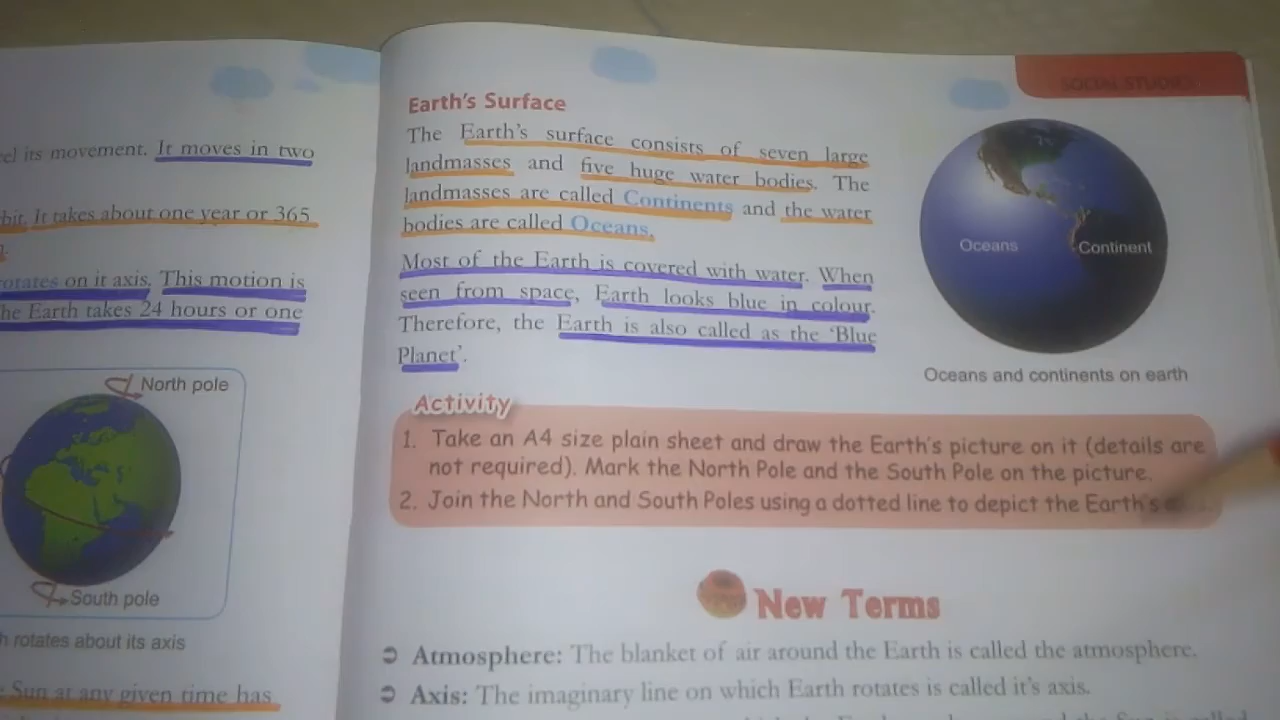 el its movement. It moves in two
bit. It takes about one year or 365
rotates on it axis. This motion is
he Earth takes 24 hours or one
North pole
South pole
h rotates about its axis
Sun at any given time has
SOCIAL STUDIES
Earth's Surface
The Earth's surface consists of seven large
landmasses and five huge water bodies. The
landmasses are called Continents and the water
bodies are called Oceans.
Most of the Earth is covered with water. When
seen from space, Earth looks blue in colour.
Therefore, the Earth is also called as the 'Blue
Planet'.
Oceans
Continent
Oceans and continents on earth
Activity
1. Take an A4 size plain sheet and draw the Earth's picture on it (details are
not required). Mark the North Pole and the South Pole on the picture.
2. Join the North and South Poles using a dotted line to depict the Earth's
New Terms
Atmosphere: The blanket of air around the Earth is called the atmosphere.
Axis: The imaginary line on which Earth rotates is called it's axis.